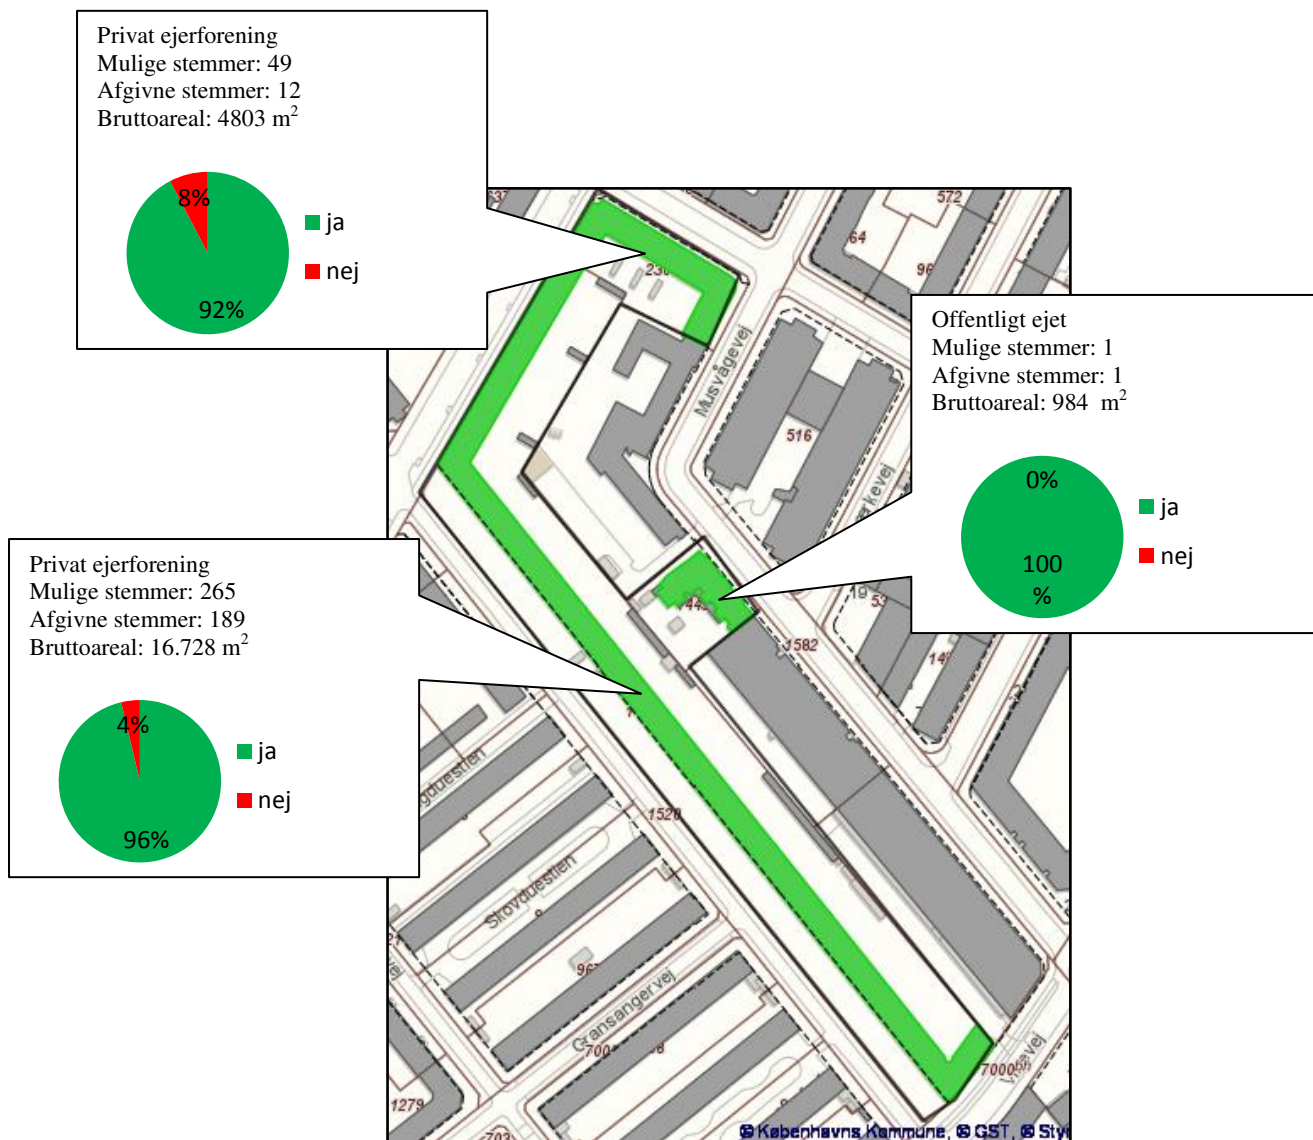 Privat ejerforening
Mulige stemmer: 49
Afgivne stemmer: 12
Bruttoareal: 4803 m²
8%
92%
ja
nej
Offentligt ejet
Mulige stemmer: 1
Afgivne stemmer: 1
Bruttoareal: 984 m²
0%
100
%
ja
nej
Privat ejerforening
Mulige stemmer: 265
Afgivne stemmer: 189
Bruttoareal: 16.728 m²
4%
96%
ja
nej
572
64
96
Musvågevej
516
1582
1520
Skovduestien
Gransangervej
1279
703
© Københavns Kommune, © GST, ©